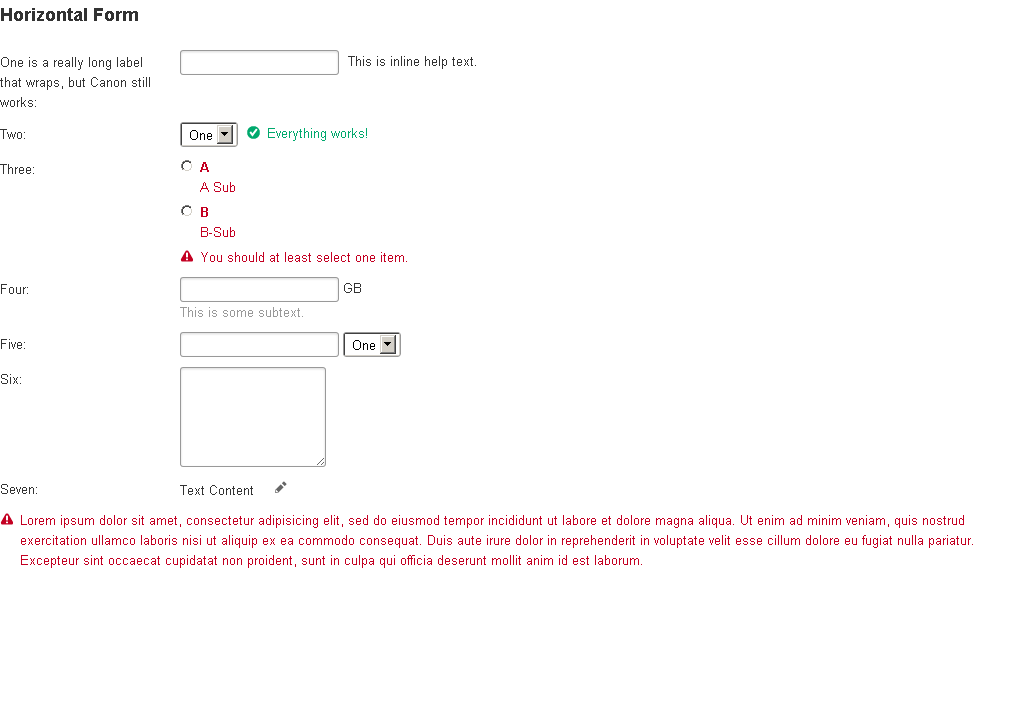 Horizontal Form
One is a really long label
that wraps, but Canon still
works:
This is inline help text.
Two:
One
Everything works!
Three:
A
A Sub
B
B-Sub
You should at least select one item.
Four:
GB
This is some subtext.
Five:
One
Six:
Seven:
Text Content
Lorem ipsum dolor sit amet, consectetur adipisicing elit, sed do eiusmod tempor incididunt ut labore et dolore magna aliqua. Ut enim ad minim veniam, quis nostrud
exercitation ullamco laboris nisi ut aliquip ex ea commodo consequat. Duis aute irure dolor in reprehenderit in voluptate velit esse cillum dolore eu fugiat nulla pariatur.
Excepteur sint occaecat cupidatat non proident, sunt in culpa qui officia deserunt mollit anim id est laborum.